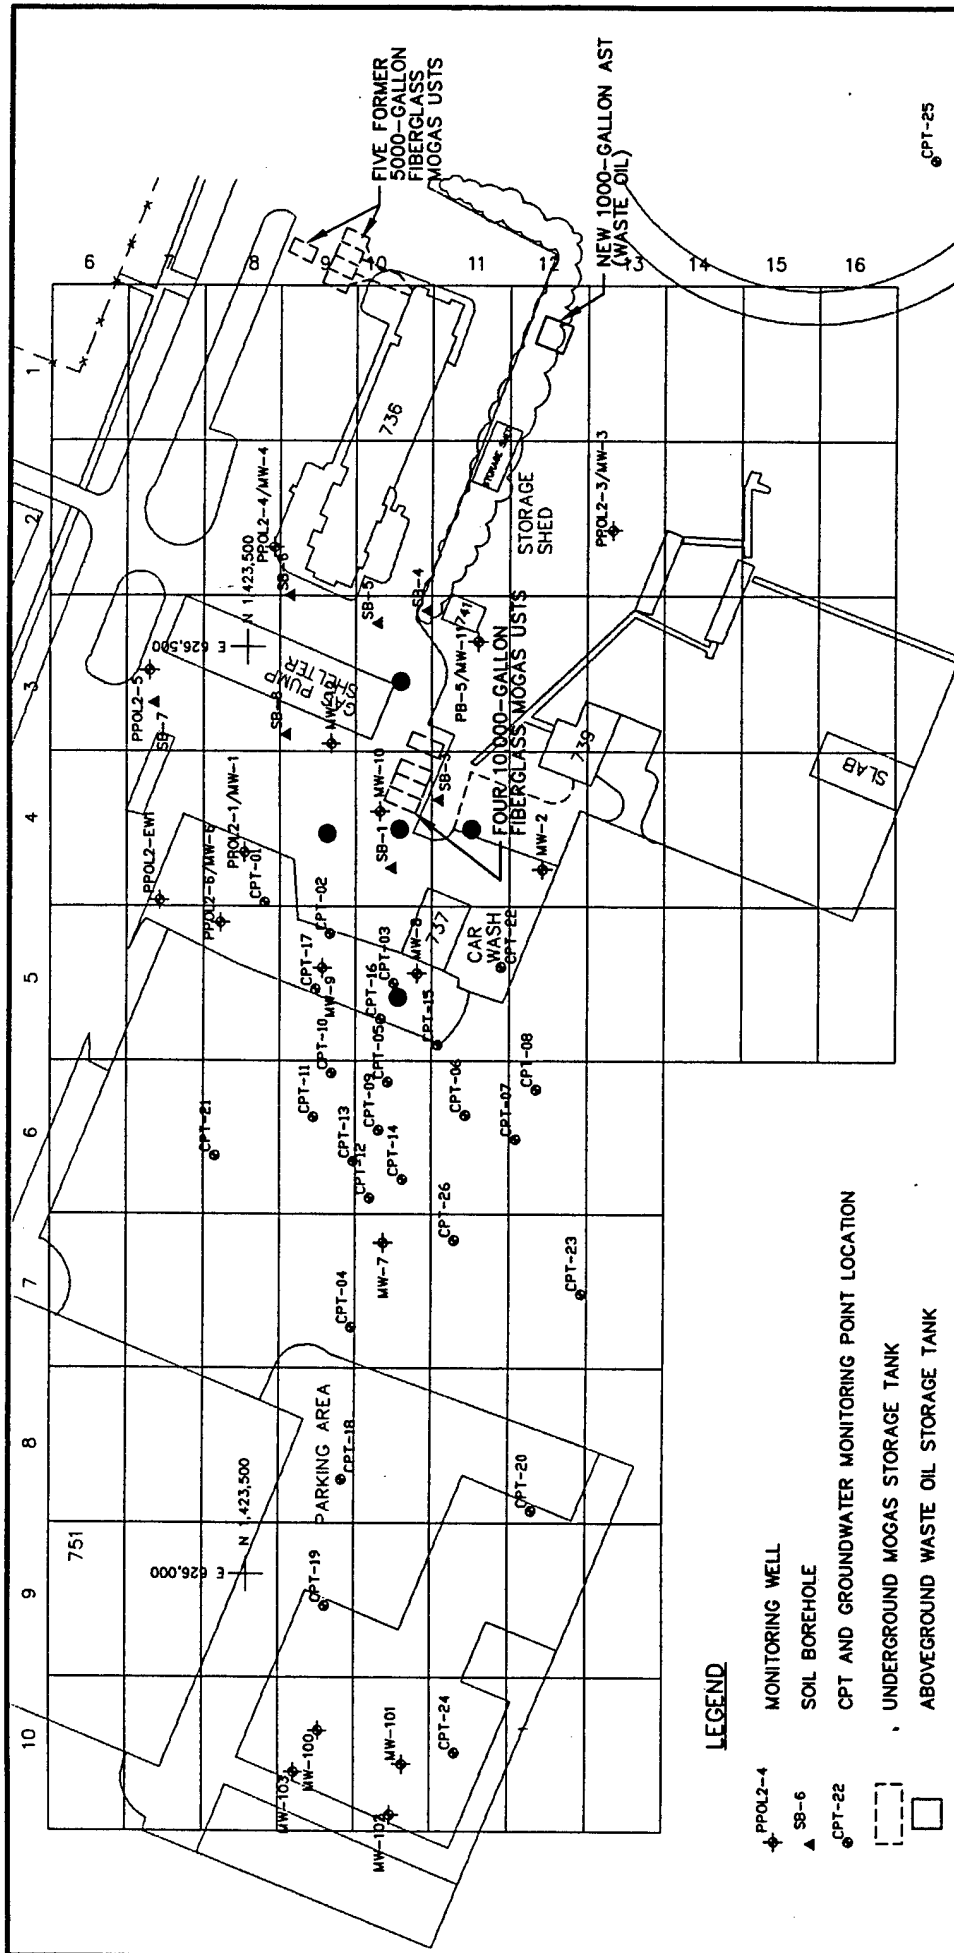 FIVE FORMER
5000-GALLON
FIBERGLASS
MOGAS USTS
NEW 1000-GALLON AST
(WASTE OIL)
CPT-25
6
7
8
9
10
11
12
13
14
15
16
1
2
3
4
5
6
7
8
9
10
736
STORAGE SHED
STORAGE
SHED
PPOL2-3/MW-3
PPOL2-4/MW-4
SB-6
N 1,423,500
E 626,500
SB-5
SB-4
741
PB-5/MW-11
GAS PUMP
SHELTER
SB-8
PPOL2-5
SB-7
MW-10
SB-3
SB-1
FOUR 10,000-GALLON
FIBERGLASS MOGAS USTS
739
SLAB
MW-2
PPOL2-EW1
PPOL2-6/MW-6
PROL2-1/MW-1
CPT-01
CPT-02
CPT-03
CPT-17
MW-9
CPT-16
MW-8
737
CAR
WASH
CPT-22
CPT-15
CPT-10
CPT-05
CPT-11
CPT-09
CPT-13
CPT-12
CPT-14
CPT-06
CPT-07
CPT-08
CPT-21
CPT-26
CPT-23
MW-7
CPT-04
PARKING AREA
CPT-18
CPT-20
751
N 1,423,500
E 626,000
CPT-19
MW-103
MW-100
MW-101
MW-102
CPT-24
LEGEND
PPOL2-4 MONITORING WELL
SB-6 SOIL BOREHOLE
CPT-22 CPT AND GROUNDWATER MONITORING POINT LOCATION
UNDERGROUND MOGAS STORAGE TANK
ABOVEGROUND WASTE OIL STORAGE TANK